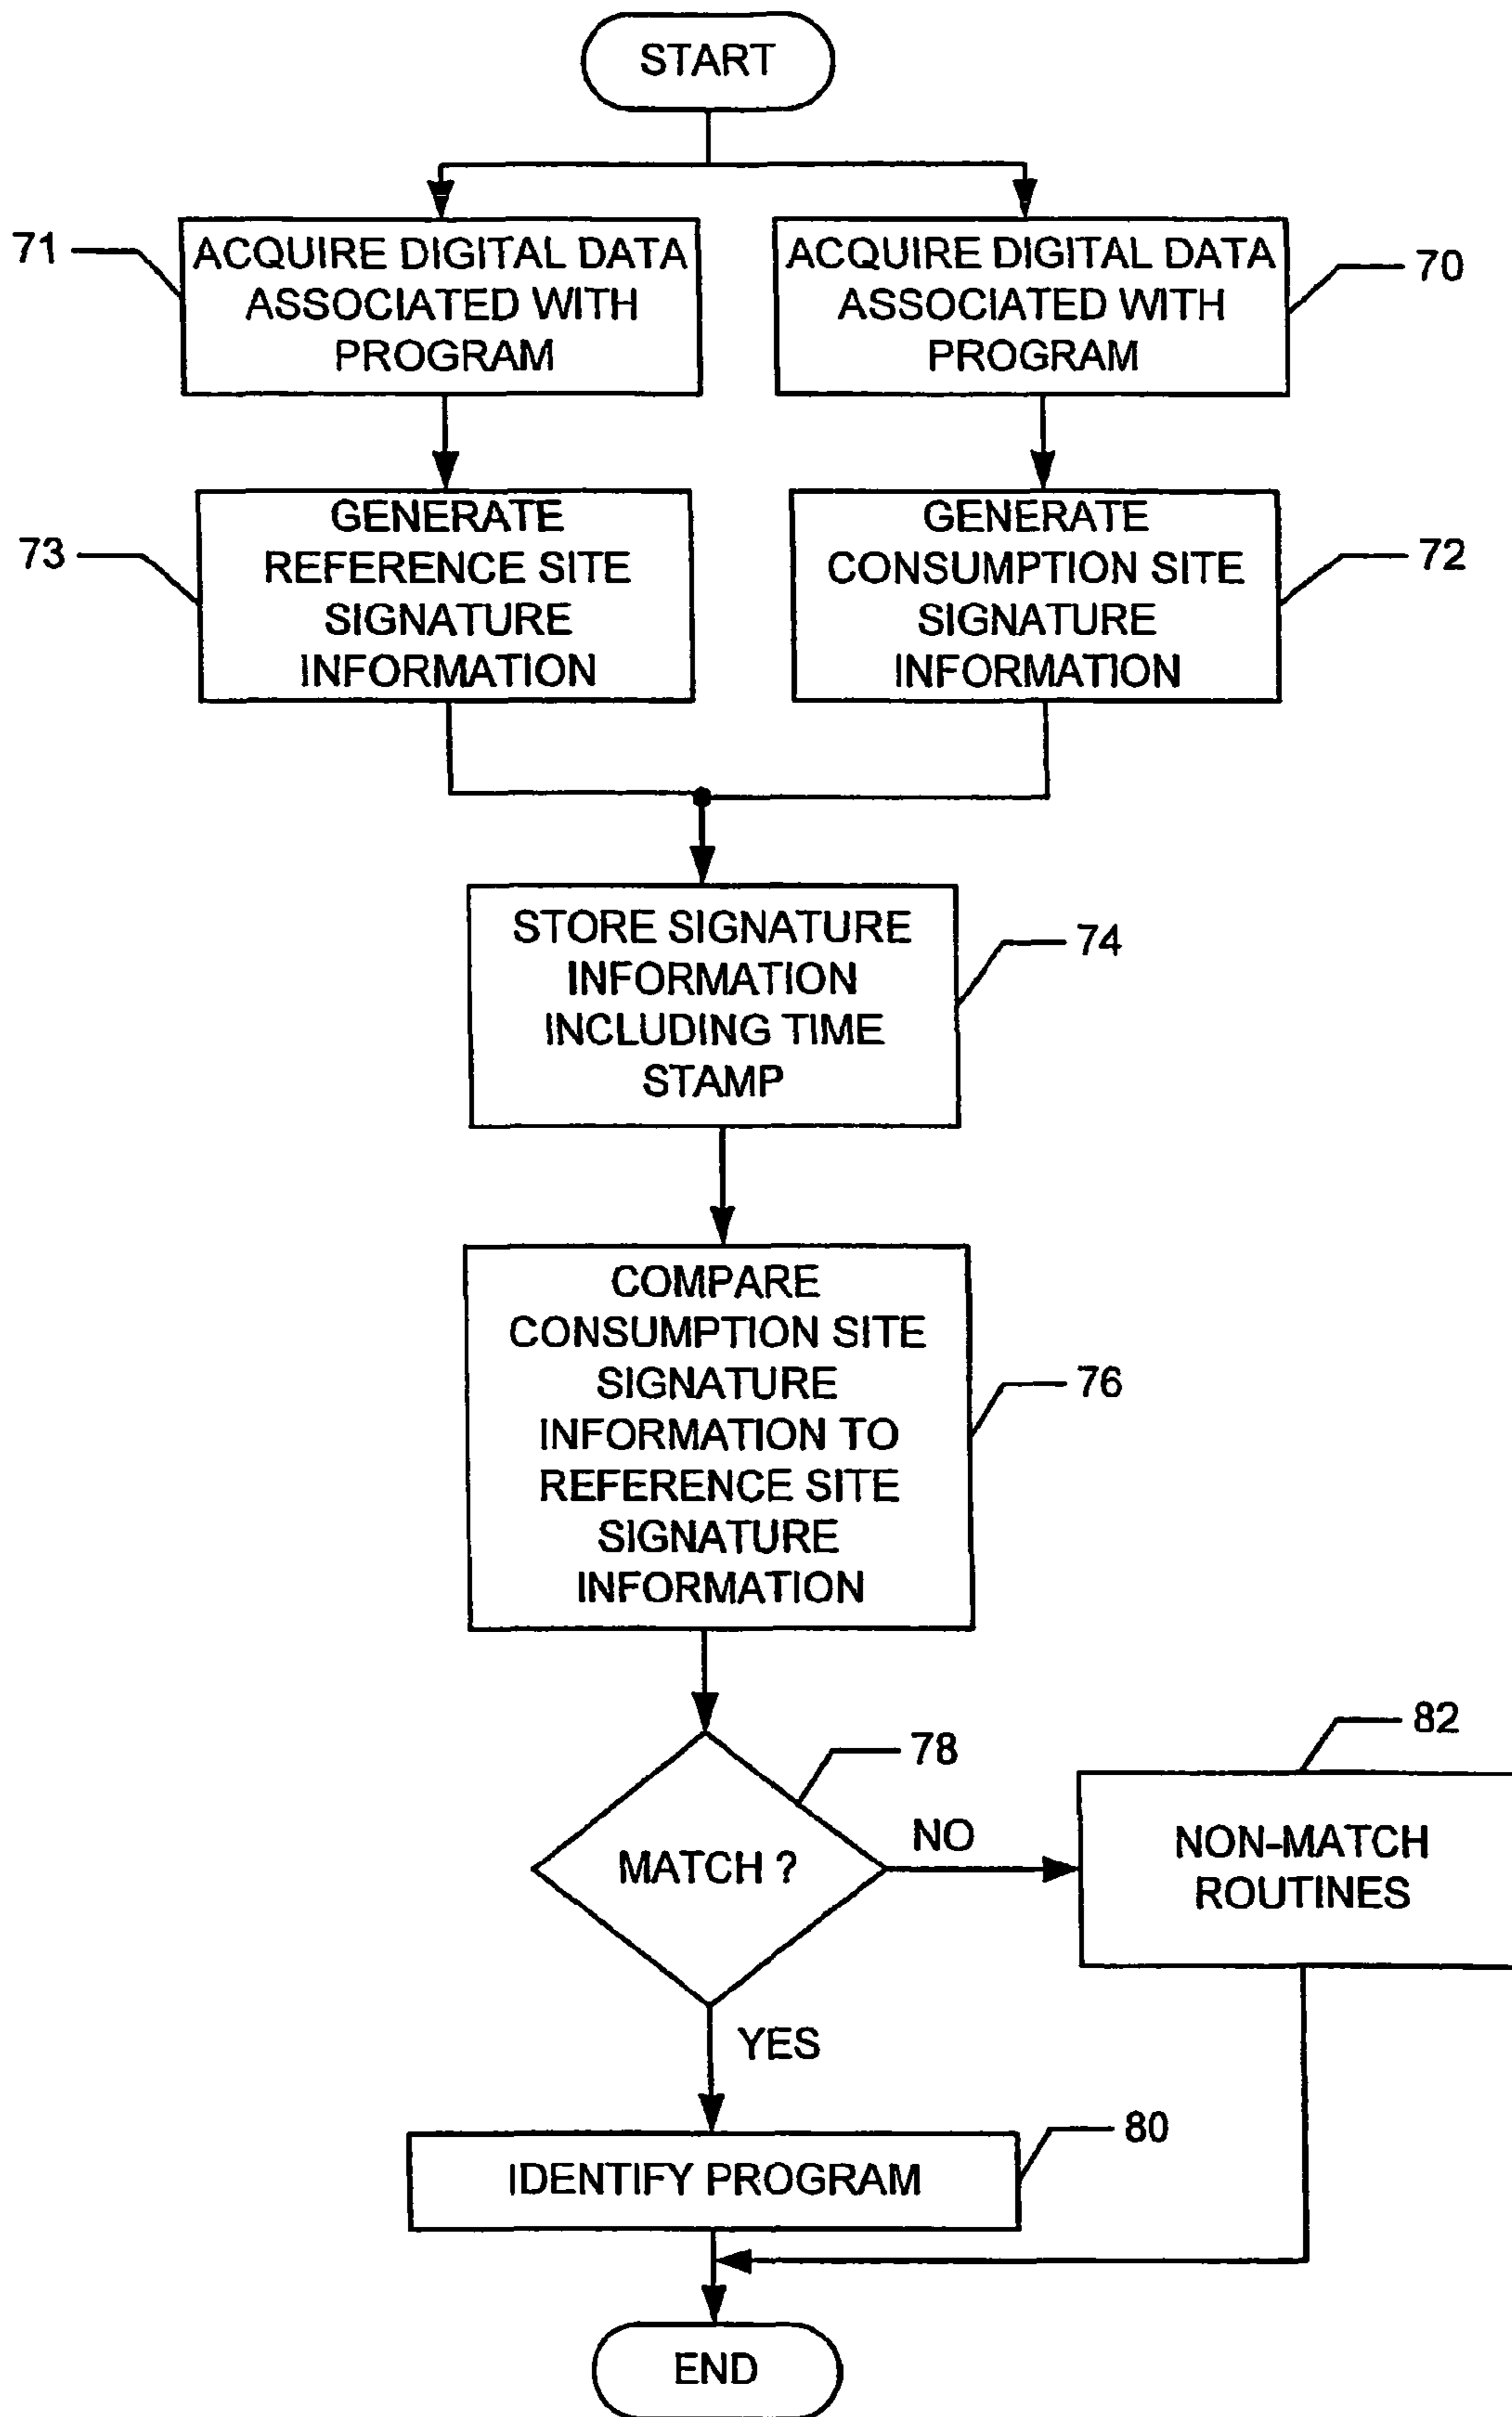 START
71
ACQUIRE DIGITAL DATA
ASSOCIATED WITH
PROGRAM
ACQUIRE DIGITAL DATA
ASSOCIATED WITH
PROGRAM
70
73
GENERATE
REFERENCE SITE
SIGNATURE
INFORMATION
GENERATE
CONSUMPTION SITE
SIGNATURE
INFORMATION
72
STORE SIGNATURE
INFORMATION
INCLUDING TIME
STAMP
74
COMPARE
CONSUMPTION SITE
SIGNATURE
INFORMATION TO
REFERENCE SITE
SIGNATURE
INFORMATION
76
78
MATCH ?
NO
82
NON-MATCH
ROUTINES
YES
80
IDENTIFY PROGRAM
END